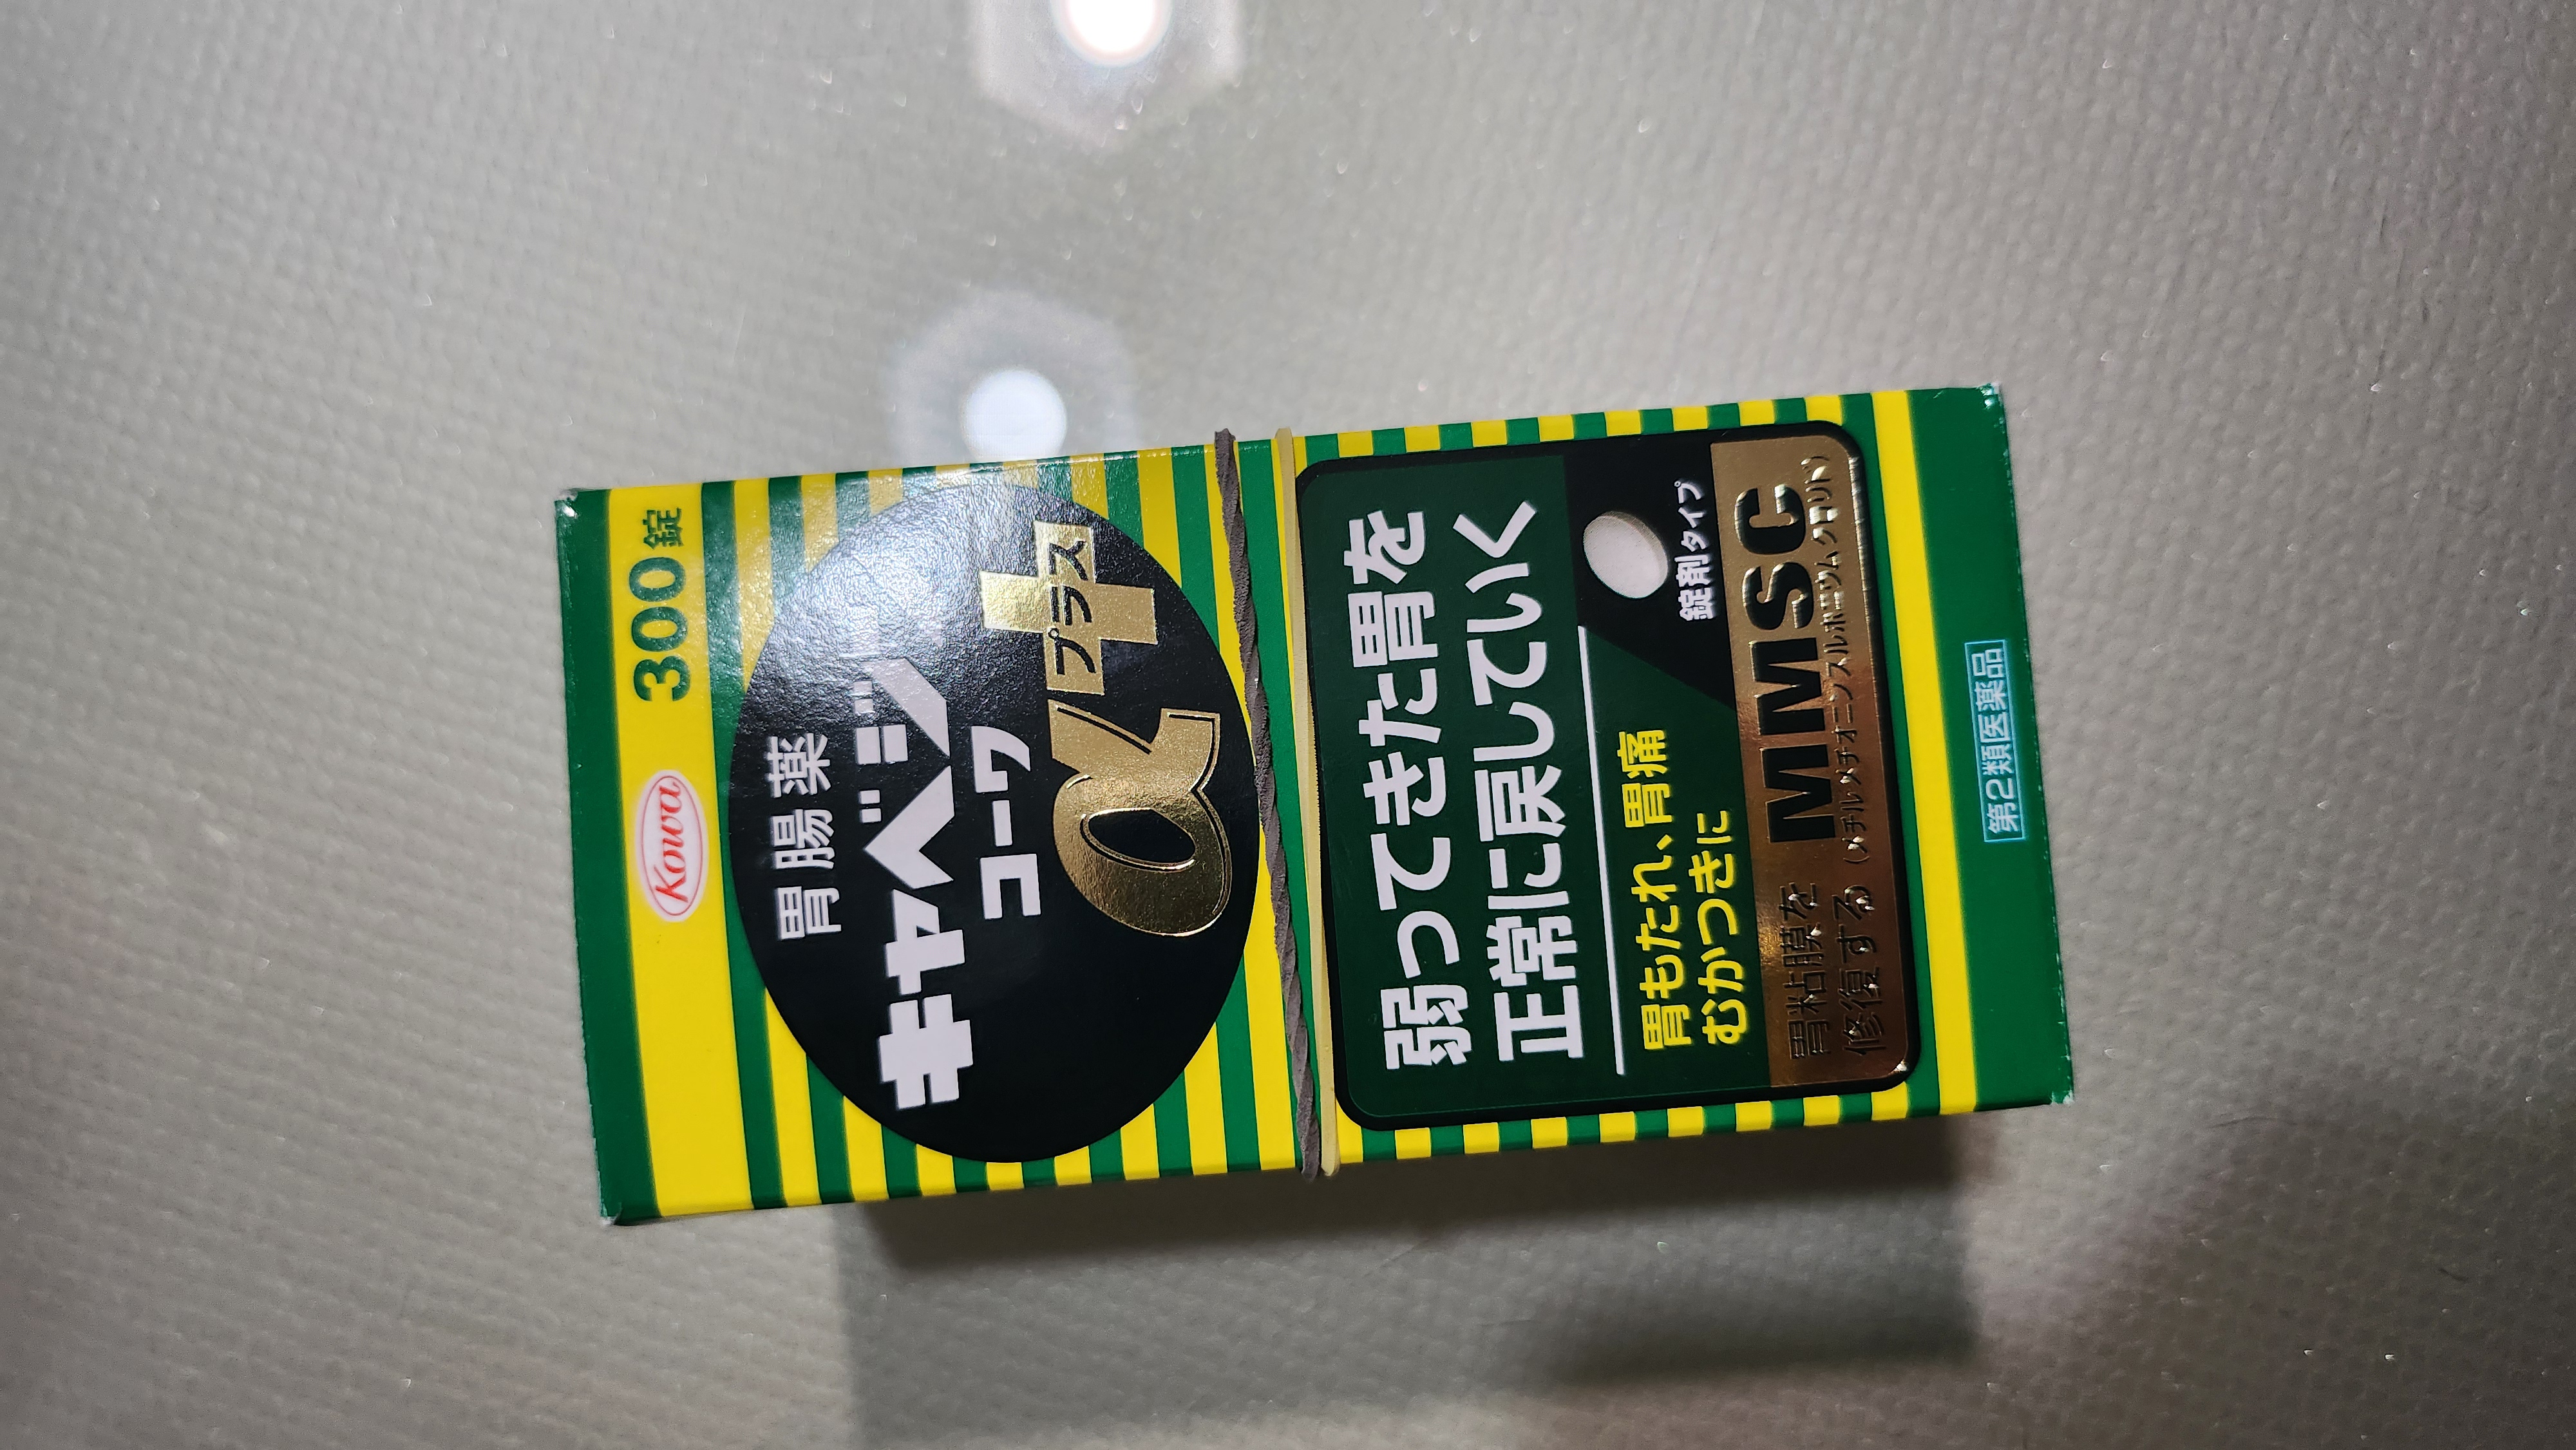 Kowa
300錠
胃腸薬
キャベジン
コーワ
αプラス
弱ってきた胃を
正常に戻していく
胃もたれ、胃痛
むかつきに
錠剤タイプ
胃粘膜を
修復する
MMSC
(メチルメチオニンスルホニウムクロリド)
第2類医薬品